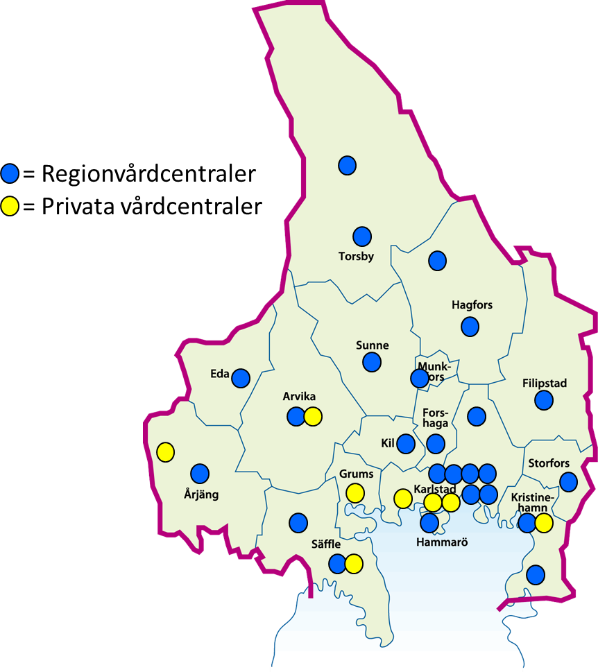 = Regionvårdcentraler
= Privata vårdcentraler
Torsby
Hagfors
Sunne
Munk-
fors
Eda
Filipstad
Arvika
Fors-
haga
Kil
Storfors
Grums
Karlstad
Årjäng
Kristine-
hamn
Hammarö
Säffle